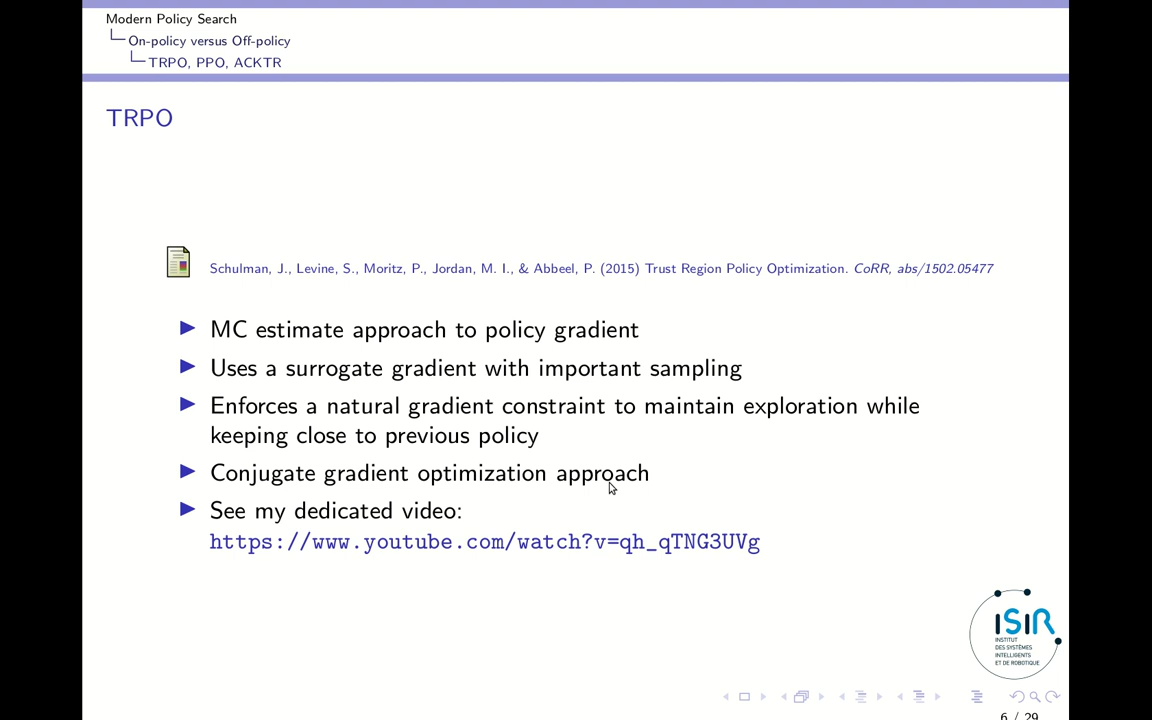 Modern Policy Search
On-policy versus Off-policy
TRPO, PPO, ACKTR
TRPO
Schulman, J., Levine, S., Moritz, P., Jordan, M. I., & Abbeel, P. (2015) Trust Region Policy Optimization. CoRR, abs/1502.05477
MC estimate approach to policy gradient
Uses a surrogate gradient with important sampling
Enforces a natural gradient constraint to maintain exploration while
keeping close to previous policy
Conjugate gradient optimization approach
See my dedicated video:
https://www.youtube.com/watch?v=qh_qTNG3UVg
ISIR
INSTITUT
DES SYSTÈMES
INTELLIGENTS
ET DE ROBOTIQUE
6 / 29